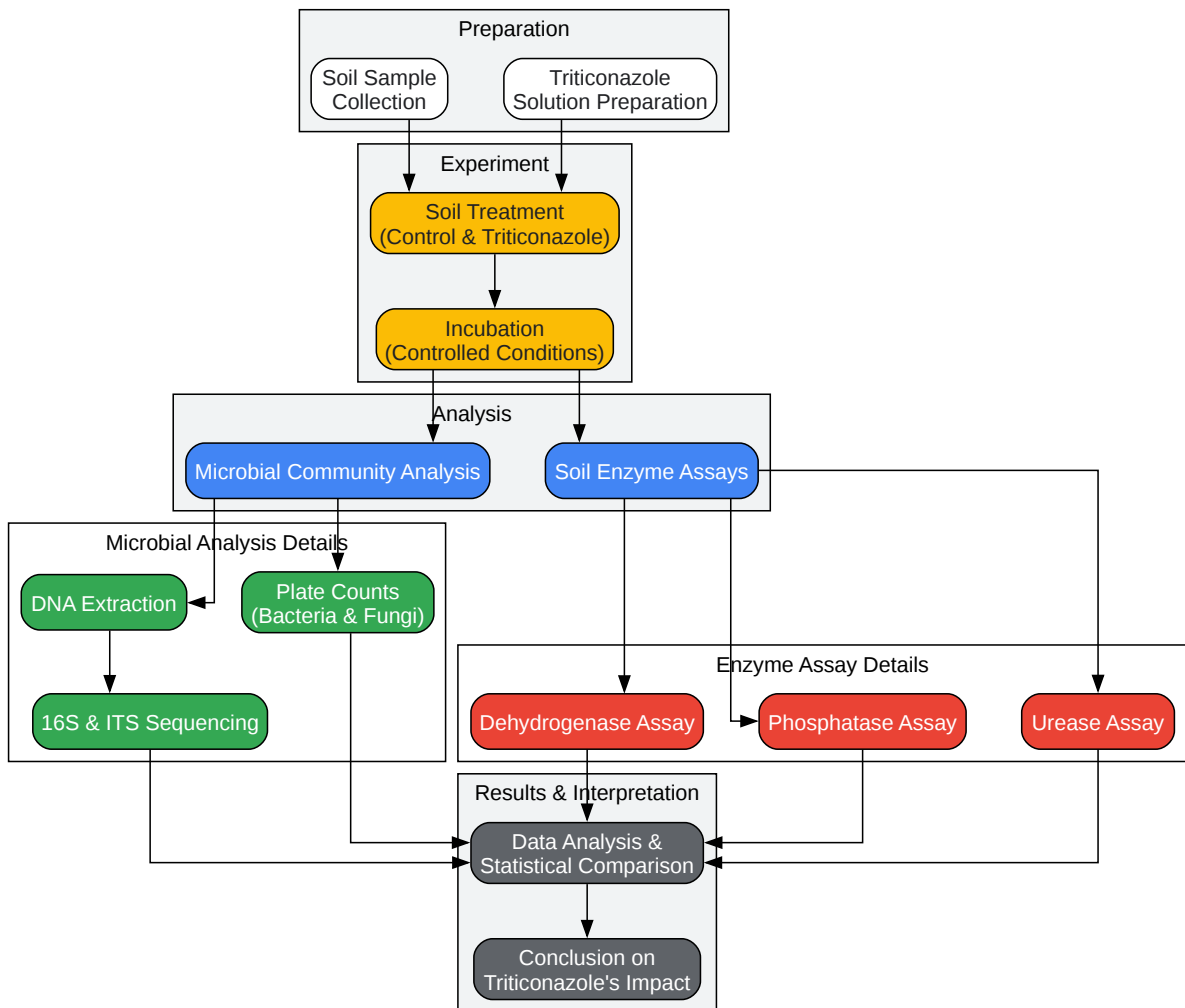 Preparation
Soil Sample
Collection
Triticonazole
Solution Preparation
Experiment
Soil Treatment
(Control & Triticonazole)
Incubation
(Controlled Conditions)
Analysis
Microbial Community Analysis
Soil Enzyme Assays
Microbial Analysis Details
DNA Extraction
Plate Counts
(Bacteria & Fungi)
16S & ITS Sequencing
Enzyme Assay Details
Dehydrogenase Assay
Phosphatase Assay
Urease Assay
Results & Interpretation
Data Analysis &
Statistical Comparison
Conclusion on
Triticonazole's Impact